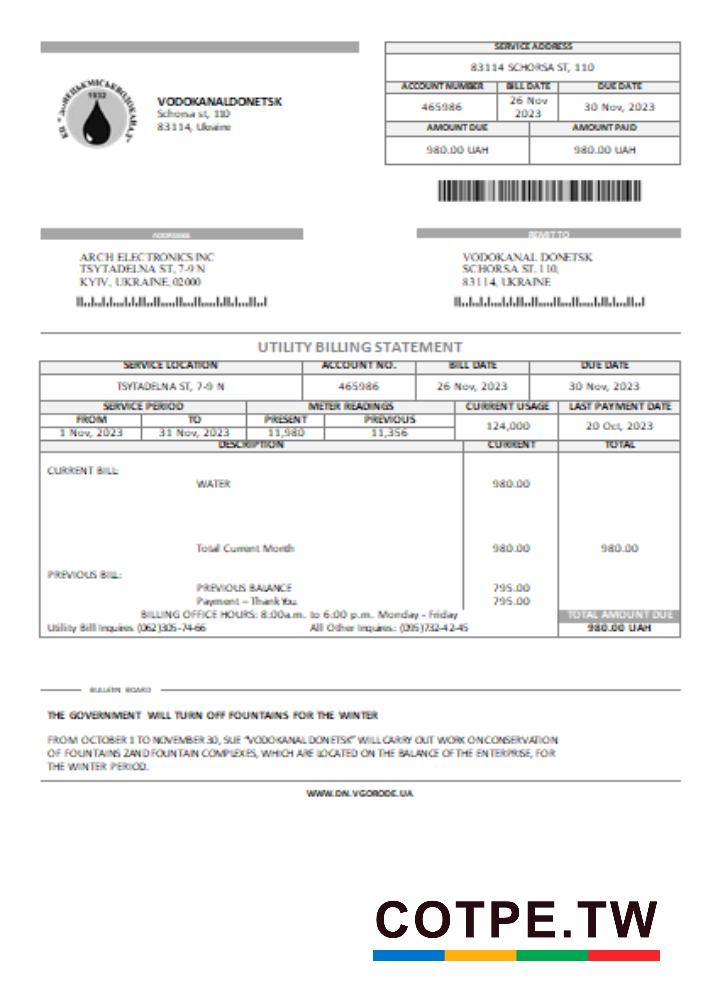 SERVICE ADDRESS
83114 SCHORSA ST, 110
ACCOUNT NUMBER BILL DATE DUE DATE
465986 26 Nov 2023 30 Nov, 2023
AMOUNT DUE AMOUNT PAID
980.00 UAH 980.00 UAH
1932
VODOKANALDONETSK
Schorsa st, 110
83114, Ukraine
ADDRESSEE
REMIT TO
ARCH ELECTRONICS INC
TSYTADELNA ST, 7-9 N
KYIV, UKRAINE, 02000
VODOKANAL DONETSK
SCHORSA ST. 110,
83114, UKRAINE
UTILITY BILLING STATEMENT
SERVICE LOCATION ACCOUNT NO. BILL DATE DUE DATE
TSYTADELNA ST, 7-9 N 465986 26 Nov, 2023 30 Nov, 2023
SERVICE PERIOD METER READINGS CURRENT USAGE LAST PAYMENT DATE
FROM TO PRESENT PREVIOUS
1 Nov, 2023 31 Nov, 2023 11,980 11,356 124,000 20 Oct, 2023
DESCRIPTION CURRENT TOTAL
CURRENT BILL:
WATER 980.00
Total Current Month 980.00 980.00
PREVIOUS BILL:
PREVIOUS BALANCE 795.00
Payment – Thank You. 795.00
BILLING OFFICE HOURS: 8:00a.m. to 6:00 p.m. Monday - Friday TOTAL AMOUNT DUE
Utility Bill Inquires (062)305-74-66 All Other Inquires.: (095)732-42-45 980.00 UAH
BULLETIN BOARD
THE GOVERNMENT WILL TURN OFF FOUNTAINS FOR THE WINTER
FROM OCTOBER 1 TO NOVEMBER 30, SUE "VODOKANAL DONETSK" WILL CARRY OUT WORK ON CONSERVATION
OF FOUNTAINS 2AND FOUNTAIN COMPLEXES, WHICH ARE LOCATED ON THE BALANCE OF THE ENTERPRISE, FOR
THE WINTER PERIOD.
WWW.DN.VGORODE.UA
COTPE.TW